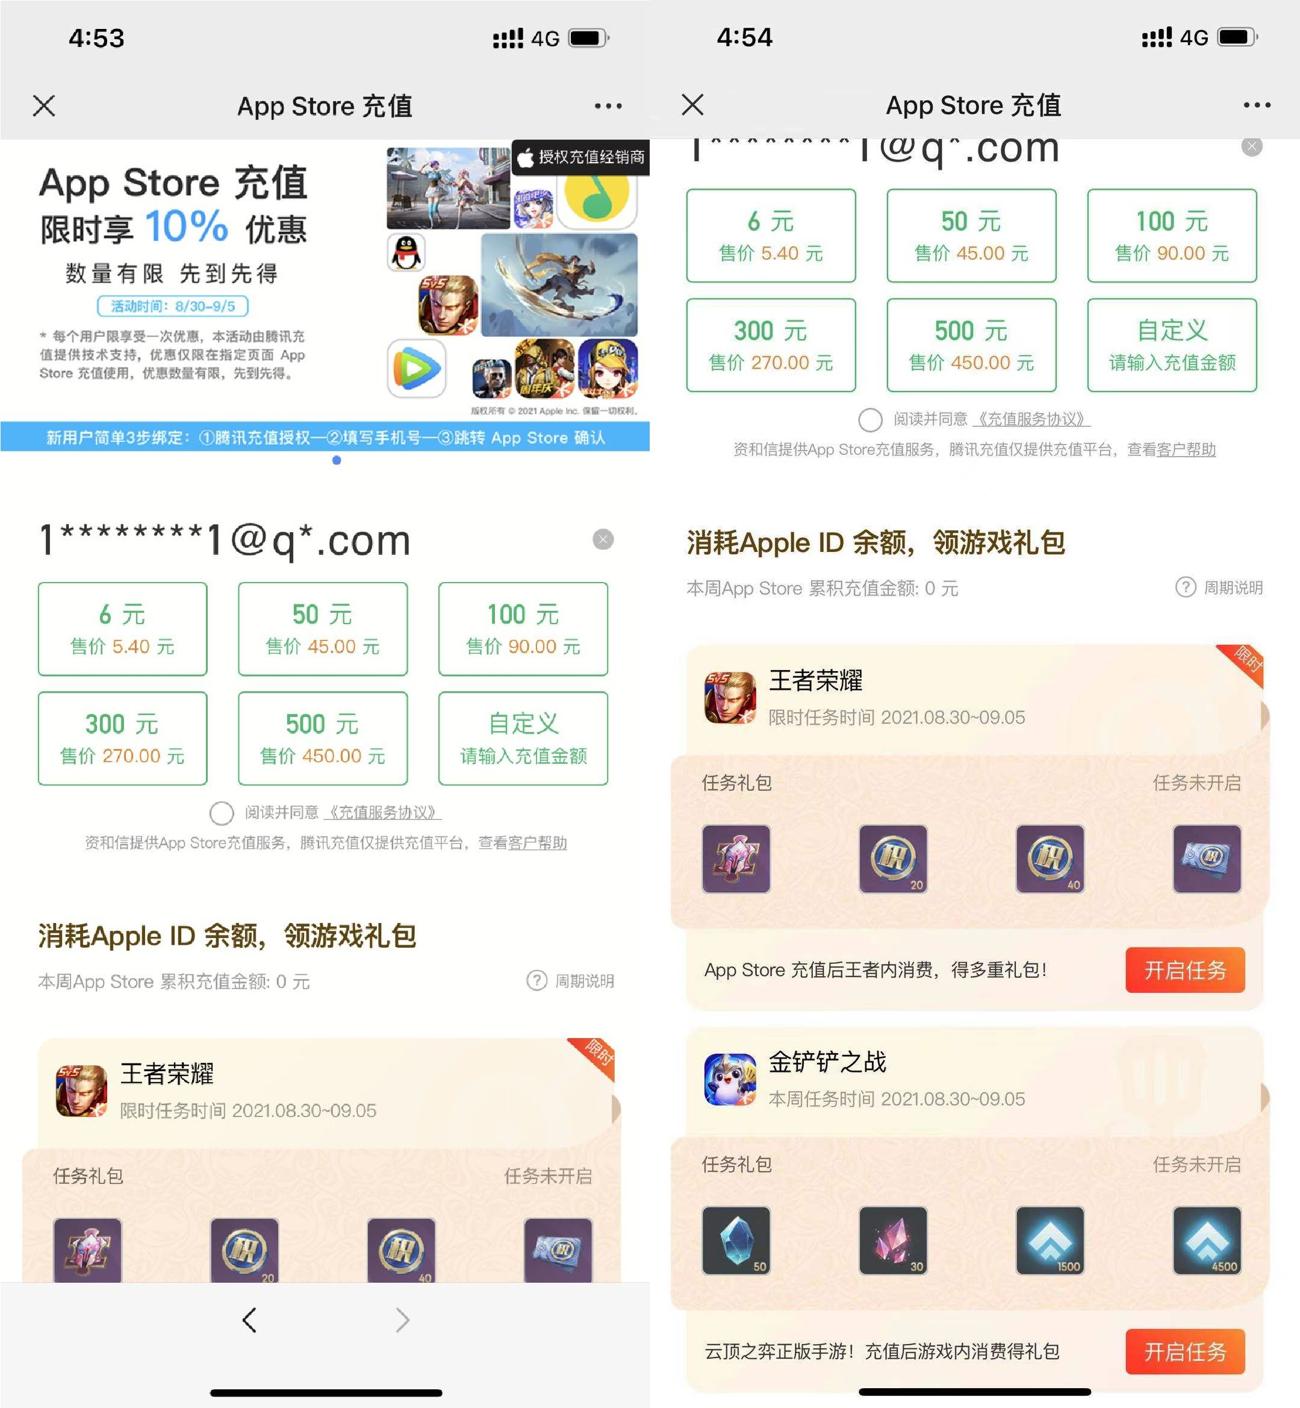 4:53
4G
App Store 充值
授权充值经销商
App Store 充值
限时享 10% 优惠
数量有限 先到先得
活动时间：8/30-9/5
* 每个用户限享受一次优惠，本活动由腾讯充
值提供技术支持，优惠仅限在指定页面 App
Store 充值使用，优惠数量有限，先到先得。
5v5
周年庆
版权所有 © 2021 Apple Inc. 保留一切权利。
新用户简单3步绑定：①腾讯充值授权—②填写手机号—③跳转 App Store 确认
1********1@q*.com
6 元
售价 5.40 元
50 元
售价 45.00 元
100 元
售价 90.00 元
300 元
售价 270.00 元
500 元
售价 450.00 元
自定义
请输入充值金额
阅读并同意 《充值服务协议》
资和信提供App Store充值服务，腾讯充值仅提供充值平台，查看客户帮助
消耗Apple ID 余额，领游戏礼包
本周App Store 累积充值金额: 0 元
? 周期说明
限时
5v5
王者荣耀
限时任务时间 2021.08.30~09.05
任务礼包
任务未开启
积
20
积
40
积
4:54
4G
App Store 充值
1********1@q*.com
6 元
售价 5.40 元
50 元
售价 45.00 元
100 元
售价 90.00 元
300 元
售价 270.00 元
500 元
售价 450.00 元
自定义
请输入充值金额
阅读并同意 《充值服务协议》
资和信提供App Store充值服务，腾讯充值仅提供充值平台，查看客户帮助
消耗Apple ID 余额，领游戏礼包
本周App Store 累积充值金额: 0 元
? 周期说明
限时
5v5
王者荣耀
限时任务时间 2021.08.30~09.05
任务礼包
任务未开启
积
20
积
40
积
App Store 充值后王者内消费，得多重礼包！
开启任务
金铲铲之战
本周任务时间 2021.08.30~09.05
任务礼包
任务未开启
50
30
1500
4500
云顶之弈正版手游！充值后游戏内消费得礼包
开启任务